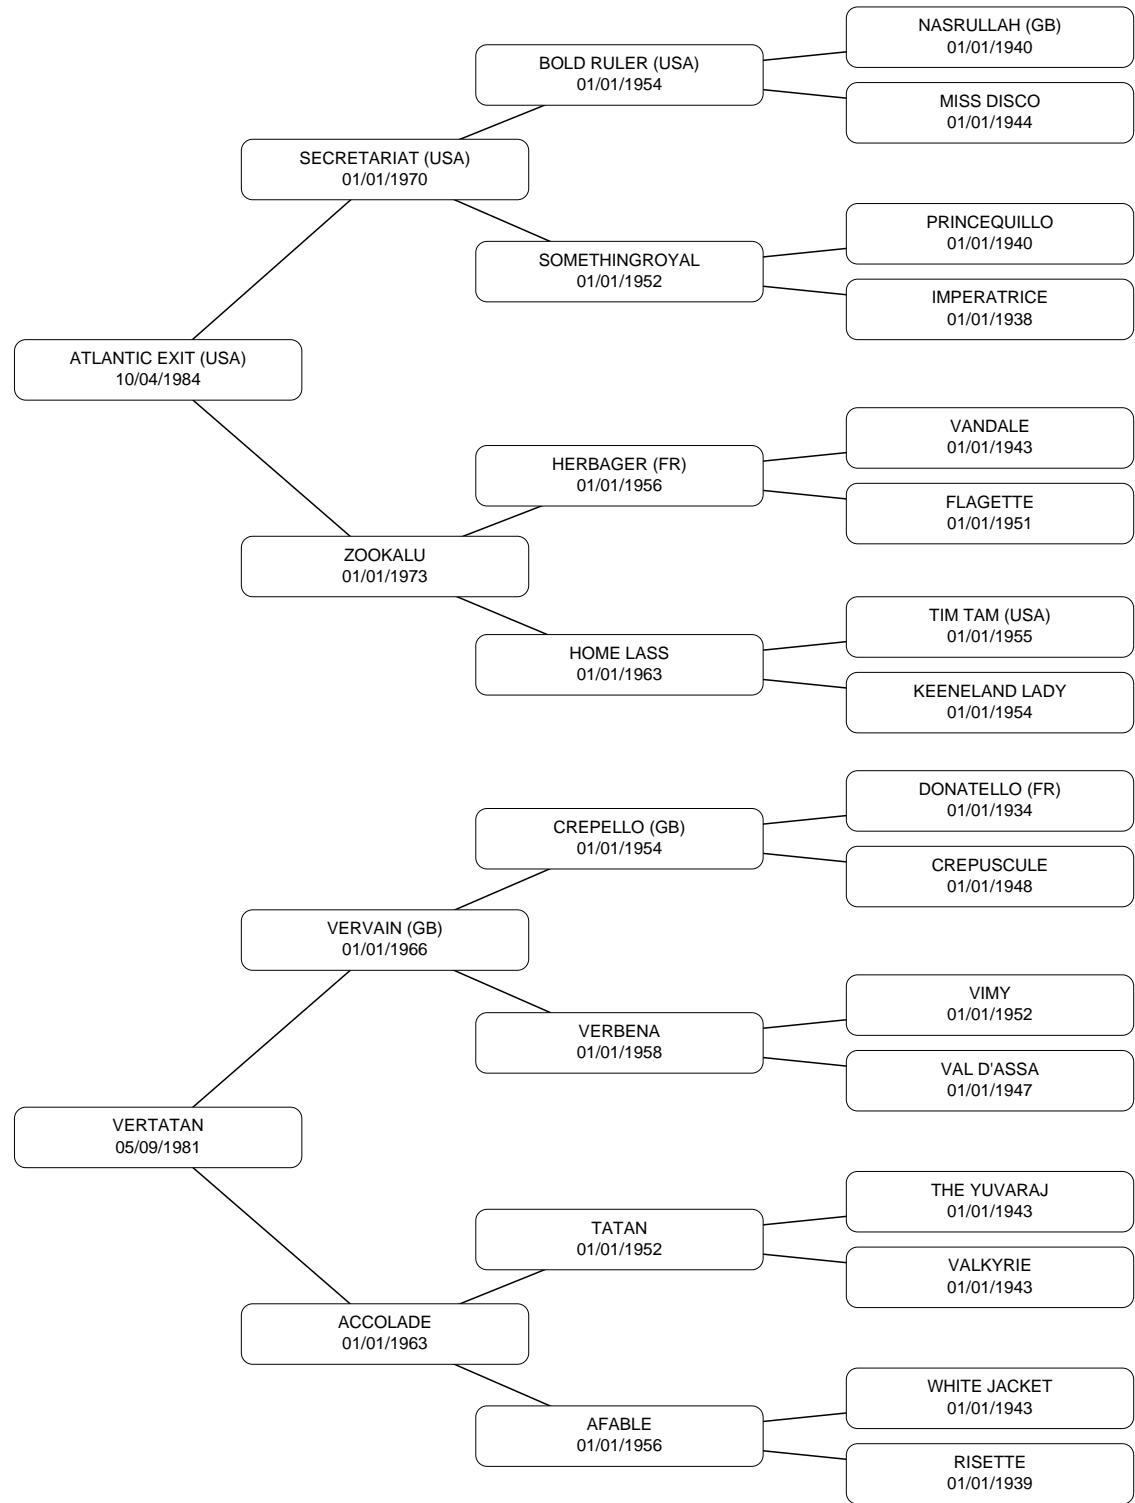 NASRULLAH (GB)
01/01/1940
BOLD RULER (USA)
01/01/1954
MISS DISCO
01/01/1944
SECRETARIAT (USA)
01/01/1970
PRINCEQUILLO
01/01/1940
SOMETHINGROYAL
01/01/1952
IMPERATRICE
01/01/1938
ATLANTIC EXIT (USA)
10/04/1984
VANDALE
01/01/1943
HERBAGER (FR)
01/01/1956
FLAGETTE
01/01/1951
ZOOKALU
01/01/1973
TIM TAM (USA)
01/01/1955
HOME LASS
01/01/1963
KEENELAND LADY
01/01/1954
DONATELLO (FR)
01/01/1934
CREPELLO (GB)
01/01/1954
CREPUSCULE
01/01/1948
VERVAIN (GB)
01/01/1966
VIMY
01/01/1952
VERBENA
01/01/1958
VAL D'ASSA
01/01/1947
VERTATAN
05/09/1981
THE YUVARAJ
01/01/1943
TATAN
01/01/1952
VALKYRIE
01/01/1943
ACCOLADE
01/01/1963
WHITE JACKET
01/01/1943
AFABLE
01/01/1956
RISETTE
01/01/1939